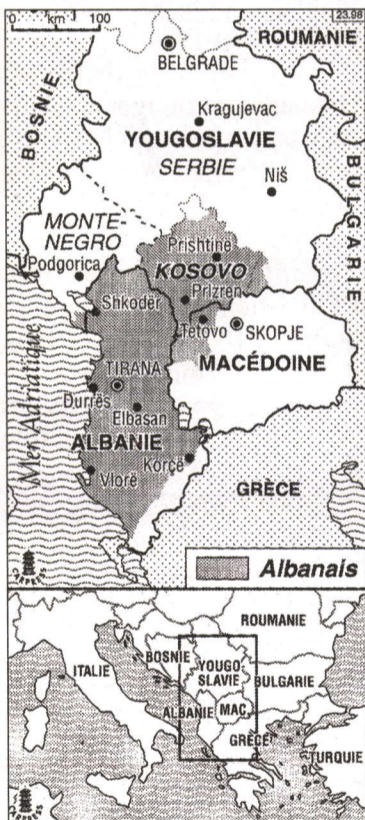 0 km 100
23.98
ROUMANIE
BELGRADE
BOSNIE
Kragujevac
YOUGOSLAVIE
SERBIE
BULGARIE
Niš
MONTE-
NEGRO
Prishtinë
Podgorica
KOSOVO
Prizren
Shkodër
Tetovo
SKOPJE
Mer Adriatique
TIRANA
MACÉDOINE
Durrës
Elbasan
ALBANIE
Korçë
Vlorë
GRÈCE
Albanais
ROUMANIE
BOSNIE
ITALIE
YOUGO-
SLAVIE
BULGARIE
ALBANIE
MAC.
GRÈCE
TURQUIE